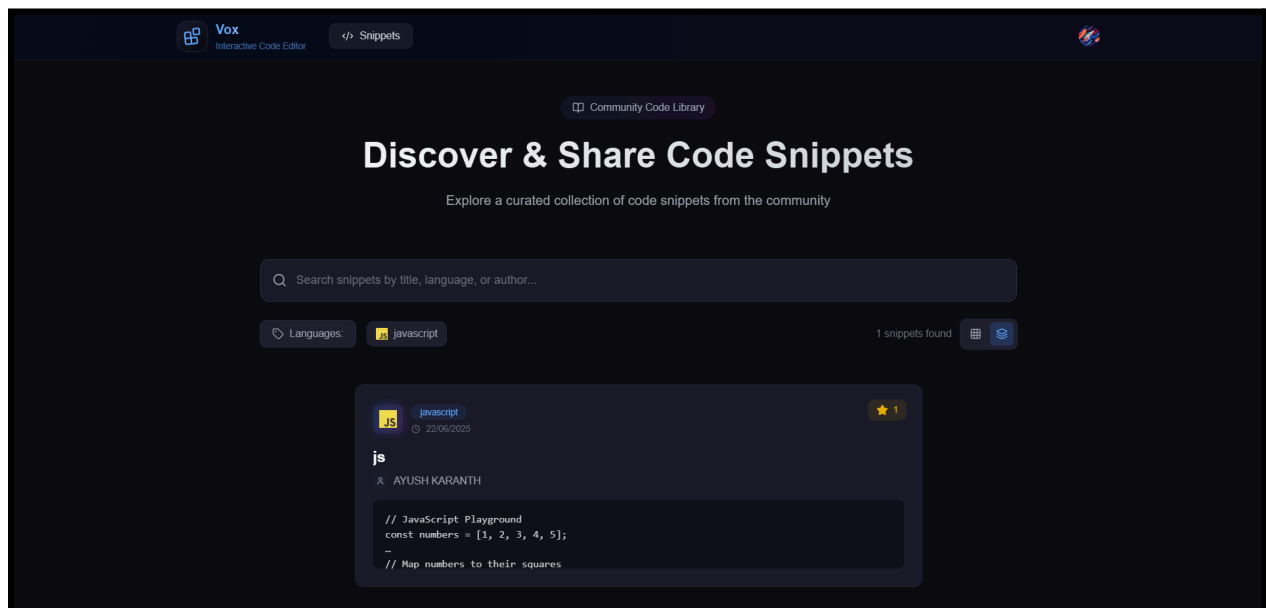 Vox
Interactive Code Editor
</> Snippets
Community Code Library
Discover & Share Code Snippets
Explore a curated collection of code snippets from the community
Search snippets by title, language, or author...
Languages:
JS javascript
1 snippets found
JS
javascript
22/06/2025
1
js
AYUSH KARANTH
// JavaScript Playground
const numbers = [1, 2, 3, 4, 5];
…
// Map numbers to their squares